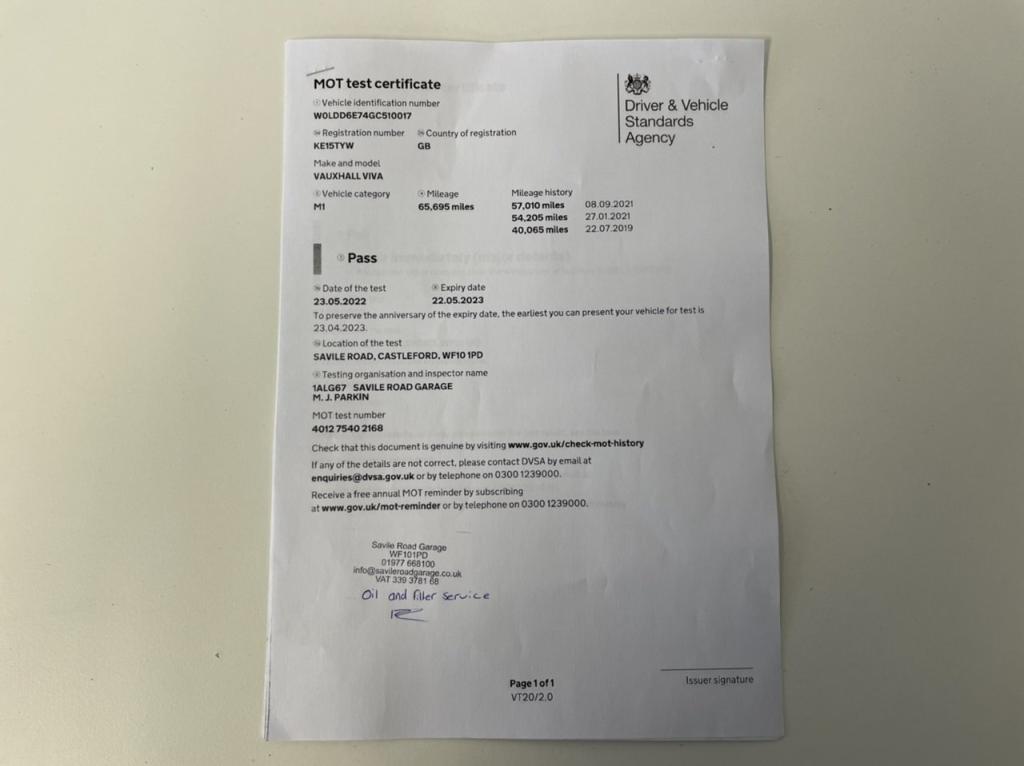 MOT test certificate
Vehicle identification number
W0LDD6E74GC510017
Registration number Country of registration
KE15TYW GB
Make and model
VAUXHALL VIVA
Vehicle category Mileage Mileage history
M1 65,695 miles 57,010 miles 08.09.2021
54,205 miles 27.01.2021
40,065 miles 22.07.2019
Driver & Vehicle
Standards
Agency
Pass
Date of the test Expiry date
23.05.2022 22.05.2023
To preserve the anniversary of the expiry date, the earliest you can present your vehicle for test is
23.04.2023.
Location of the test
SAVILE ROAD, CASTLEFORD, WF10 1PD
Testing organisation and inspector name
1ALG67 SAVILE ROAD GARAGE
M. J. PARKIN
MOT test number
4012 7540 2168
Check that this document is genuine by visiting www.gov.uk/check-mot-history
If any of the details are not correct, please contact DVSA by email at
enquiries@dvsa.gov.uk or by telephone on 0300 1239000.
Receive a free annual MOT reminder by subscribing
at www.gov.uk/mot-reminder or by telephone on 0300 1239000.
Savile Road Garage
WF101PD
01977 668100
info@savileroadgarage.co.uk
VAT 339 3781 68
Oil and filter service
Issuer signature
Page 1 of 1
VT20/2.0